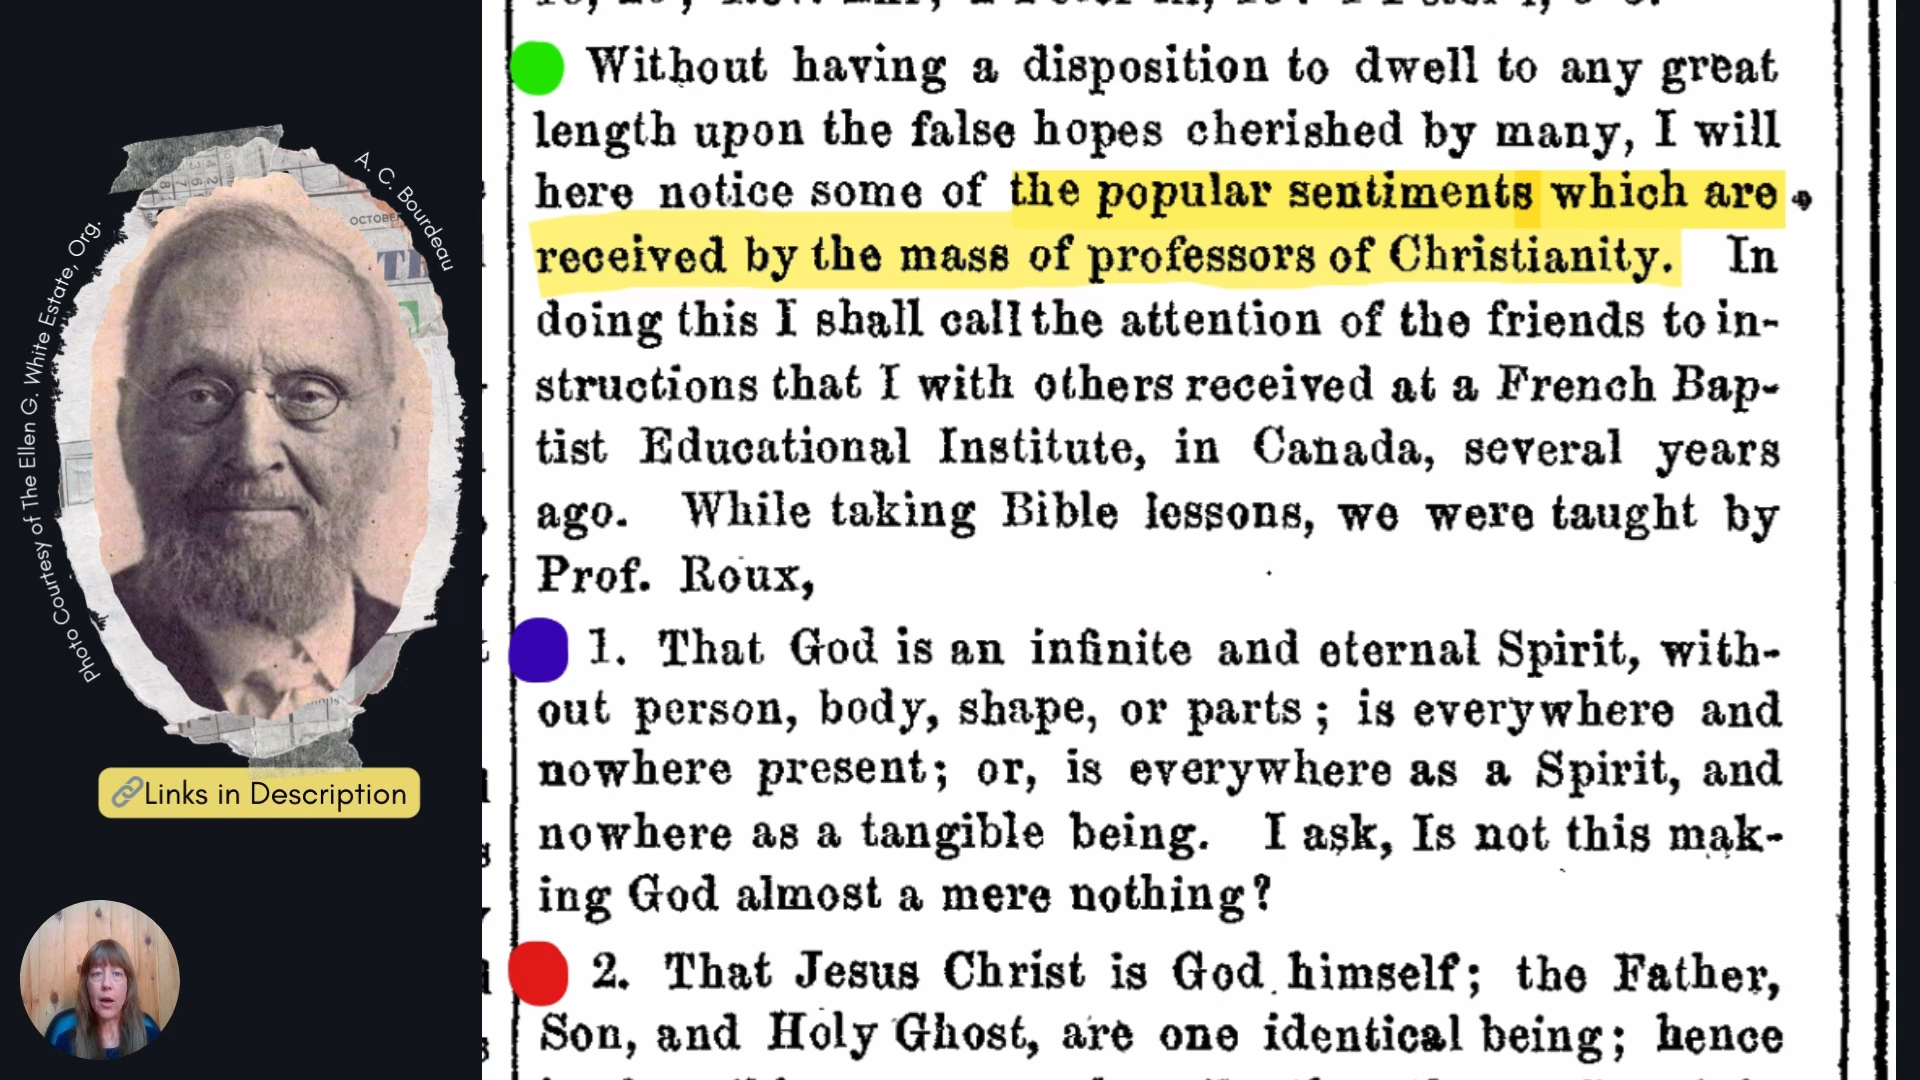 Photo Courtesy of The Ellen G. White Estate, Org.
A. C. Bourdeau
OCTOBER
🔗Links in Description
Without having a disposition to dwell to any great
length upon the false hopes cherished by many, I will
here notice some of the popular sentiments which are
received by the mass of professors of Christianity. In
doing this I shall call the attention of the friends to in-
structions that I with others received at a French Bap-
tist Educational Institute, in Canada, several years
ago. While taking Bible lessons, we were taught by
Prof. Roux,
1. That God is an infinite and eternal Spirit, with-
out person, body, shape, or parts; is everywhere and
nowhere present; or, is everywhere as a Spirit, and
nowhere as a tangible being. I ask, Is not this mak-
ing God almost a mere nothing?
2. That Jesus Christ is God himself; the Father,
Son, and Holy Ghost, are one identical being; hence